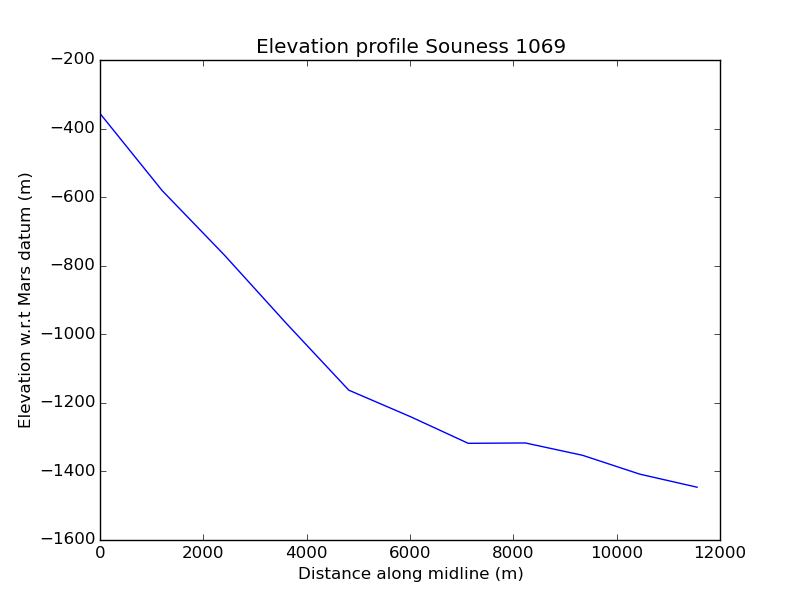 Elevation profile Souness 1069
−200
−400
−600
−800
−1000
−1200
−1400
−1600
Elevation w.r.t Mars datum (m)
0 2000 4000 6000 8000 10000 12000
Distance along midline (m)